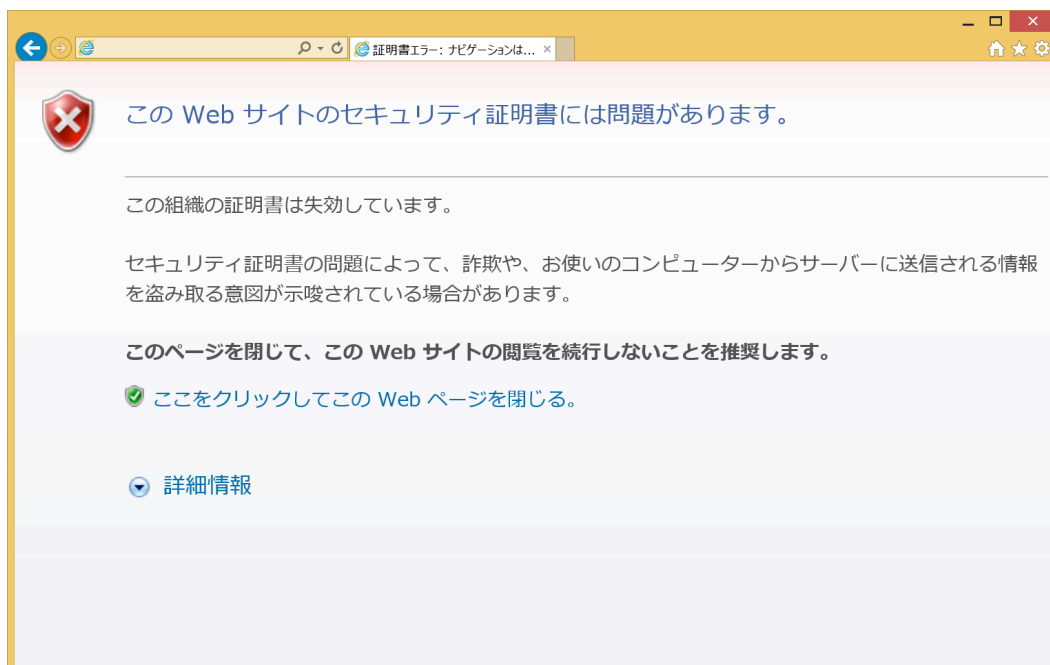 証明書エラー: ナビゲーションは...
この Web サイトのセキュリティ証明書には問題があります。
この組織の証明書は失効しています。
セキュリティ証明書の問題によって、詐欺や、お使いのコンピューターからサーバーに送信される情報
を盗み取る意図が示唆されている場合があります。
このページを閉じて、この Web サイトの閲覧を続行しないことを推奨します。
ここをクリックしてこの Web ページを閉じる。
詳細情報